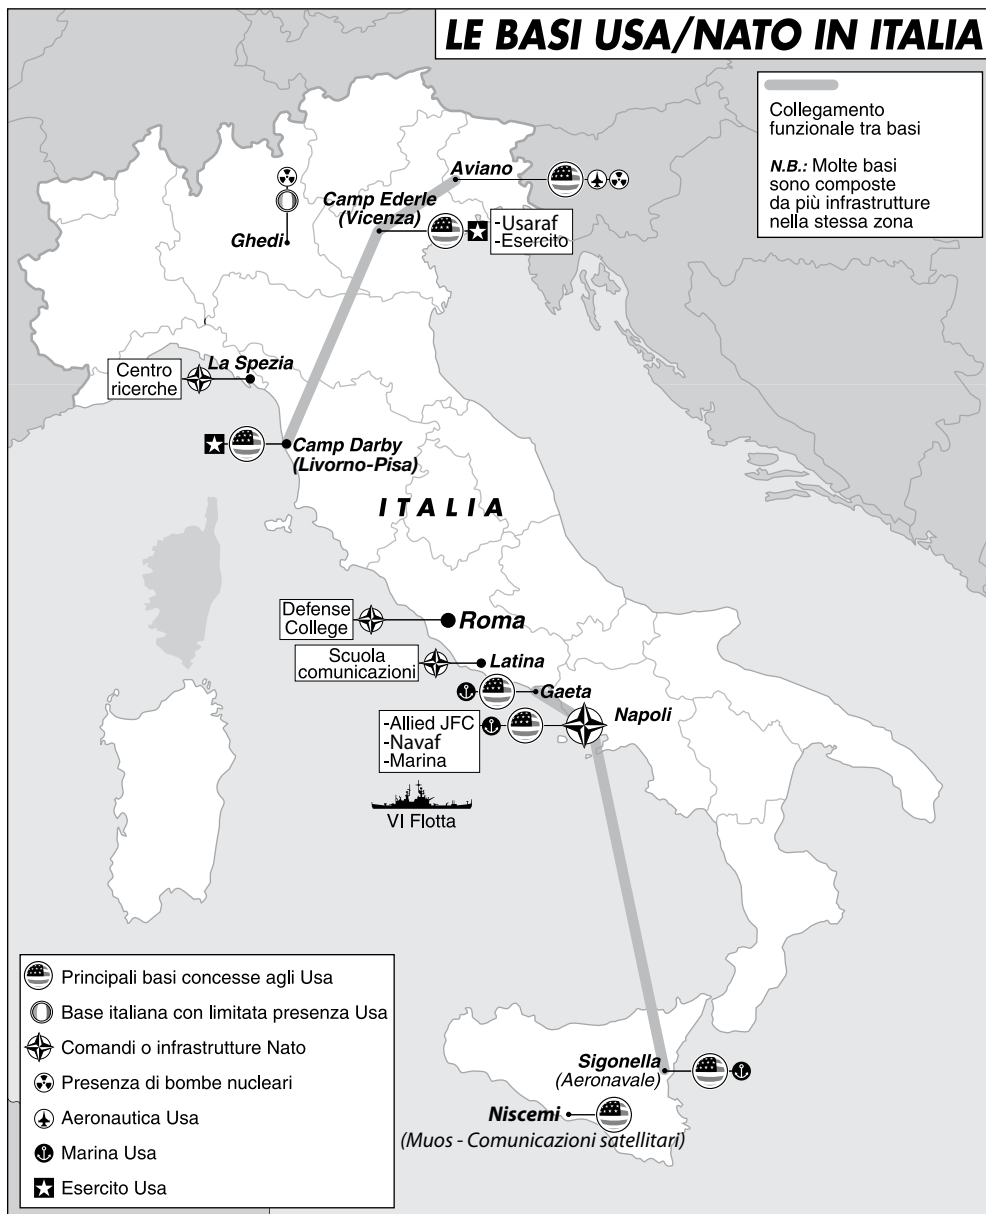 LE BASI USA/NATO IN ITALIA
Collegamento
funzionale tra basi
N.B.: Molte basi
sono composte
da più infrastrutture
nella stessa zona
Aviano
Camp Ederle
(Vicenza)
-Usaraf
-Esercito
Ghedi
La Spezia
Centro
ricerche
Camp Darby
(Livorno-Pisa)
ITALIA
Defense
College
Roma
Scuola
comunicazioni
Latina
Gaeta
Napoli
-Allied JFC
-Navaf
-Marina
VI Flotta
Sigonella
(Aeronavale)
Niscemi
(Muos - Comunicazioni satellitari)
Principali basi concesse agli Usa
Base italiana con limitata presenza Usa
Comandi o infrastrutture Nato
Presenza di bombe nucleari
Aeronautica Usa
Marina Usa
Esercito Usa